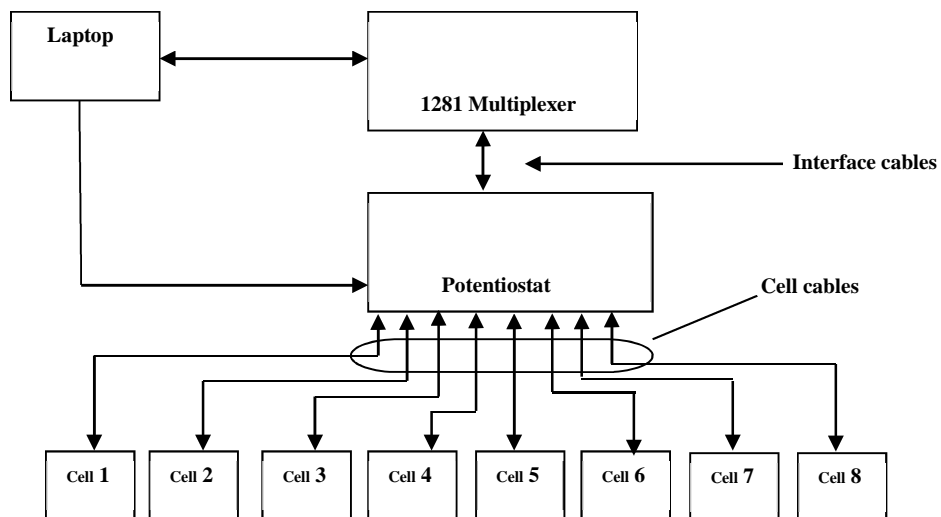 Laptop
1281 Multiplexer
Interface cables
Potentiostat
Cell cables
Cell 1
Cell 2
Cell 3
Cell 4
Cell 5
Cell 6
Cell 7
Cell 8